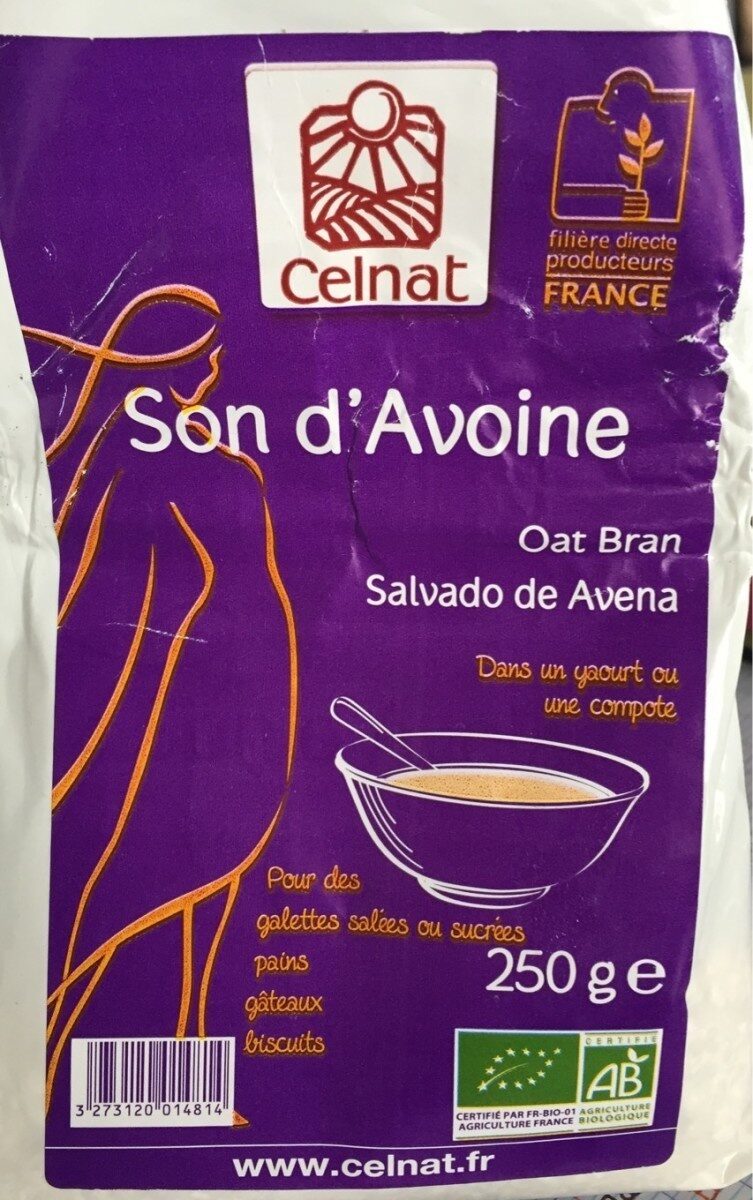 Celnat
filière directe
producteurs
FRANCE
Son d'Avoine
Oat Bran
Salvado de Avena
Dans un yaourt ou
une compote
Pour des
galettes salées ou sucrées
pains
gâteaux
biscuits
250 g e
3 273120 014814
CERTIFIÉ
AB
AGRICULTURE
BIOLOGIQUE
CERTIFIÉ PAR FR-BIO-01
AGRICULTURE FRANCE
www.celnat.fr